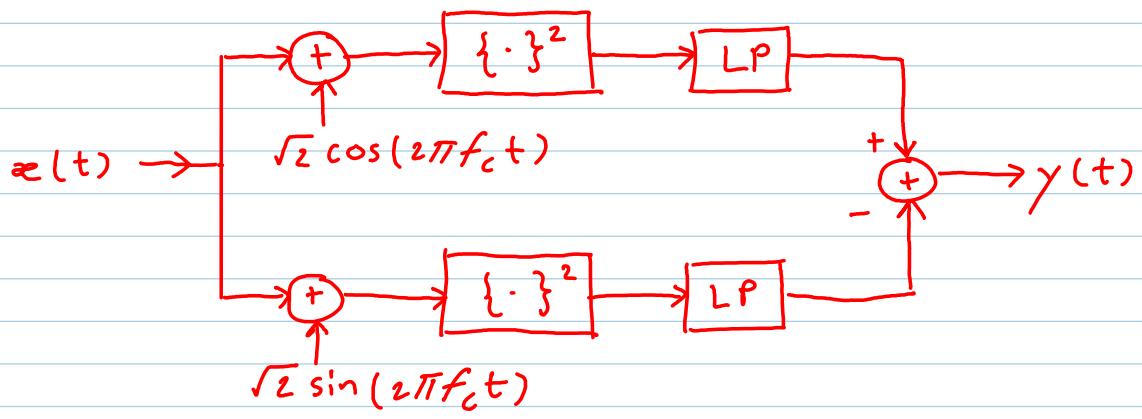 {·}²
LP
+
√2 cos(2πf_c t)
x(t)
+
+
y(t)
−
{·}²
LP
+
√2 sin(2πf_c t)